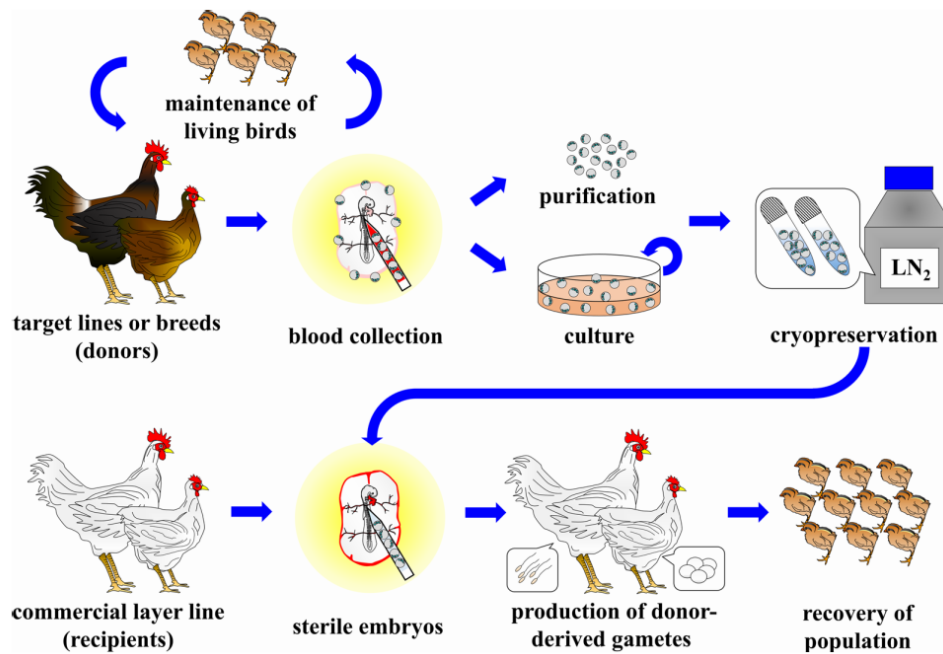 maintenance of
living birds
target lines or breeds
(donors)
blood collection
purification
culture
LN₂
cryopreservation
commercial layer line
(recipients)
sterile embryos
production of donor-
derived gametes
recovery of
population